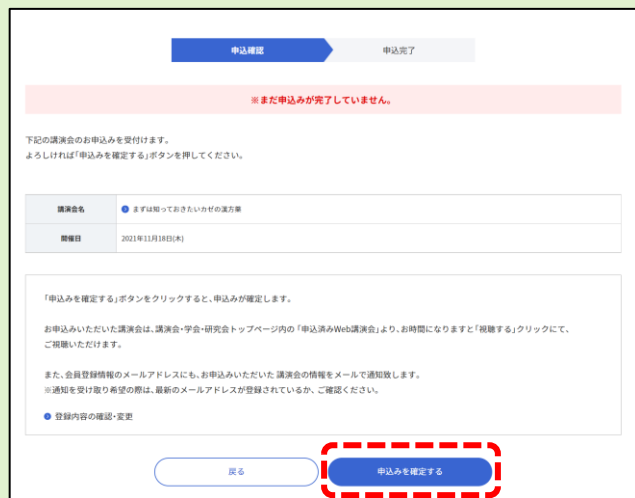 申込確認
申込完了
※まだ申込みが完了していません。
下記の講演会のお申込みを受付けます。
よろしければ「申込みを確定する」ボタンを押してください。
講演会名
まずは知っておきたいカゼの漢方薬
開催日
2021年11月18日(木)
「申込みを確定する」ボタンをクリックすると、申込みが確定します。
お申込みいただいた講演会は、講演会・学会・研究会トップページ内の「申込済みWeb講演会」より、お時間になりますと「視聴する」クリックにて、
ご視聴いただけます。
また、会員登録情報のメールアドレスにも、お申込みいただいた 講演会の情報をメールで通知致します。
※通知を受け取り希望の際は、最新のメールアドレスが登録されているか、ご確認ください。
登録内容の確認・変更
戻る
申込みを確定する